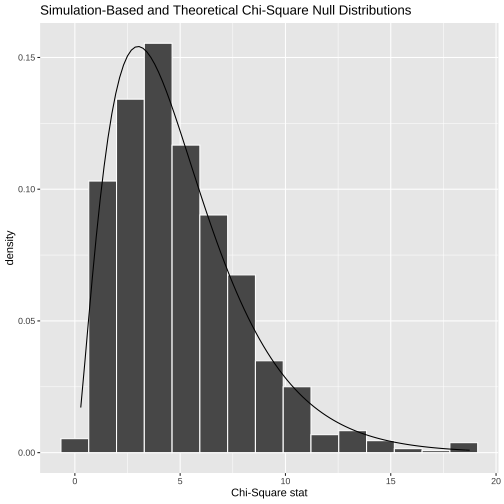 Simulation-Based and Theoretical Chi-Square Null Distributions
0.15
0.10
0.05
0.00
density
0 5 10 15 20
Chi-Square stat